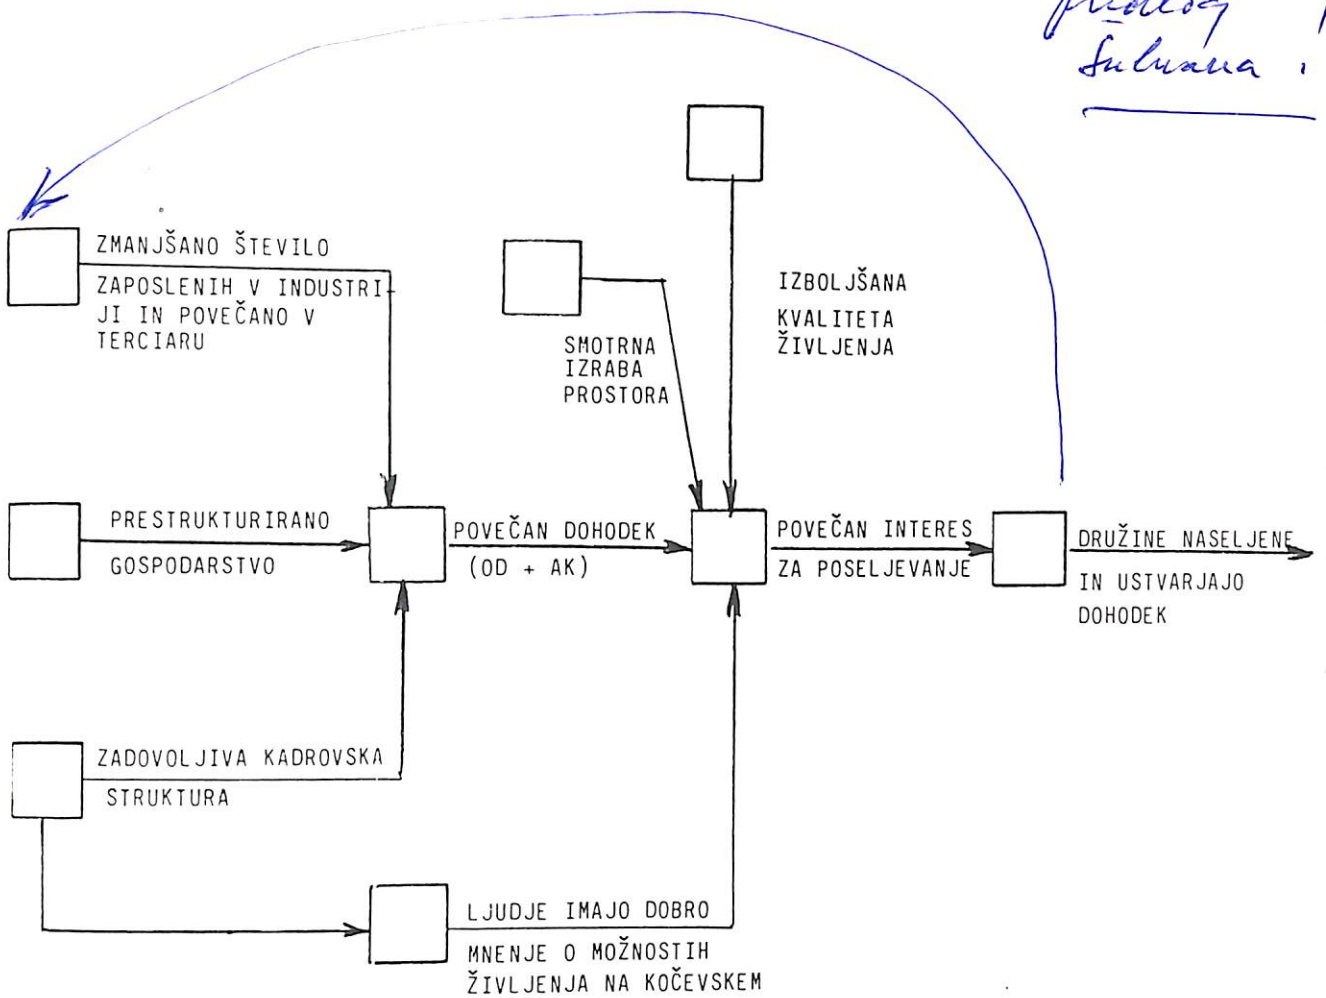 predlog
ZMANJŠANO ŠTEVILO
ZAPOSLENIH V INDUSTRI-
JI IN POVEČANO V
TERCIARU
SMOTRNA
IZRABA
PROSTORA
IZBOLJŠANA
KVALITETA
ŽIVLJENJA
PRESTRUKTURIRANO
GOSPODARSTVO
POVEČAN DOHODEK
(OD + AK)
POVEČAN INTERES
ZA POSELJEVANJE
DRUŽINE NASELJENE
IN USTVARJAJO
DOHODEK
ZADOVOLJIVA KADROVSKA
STRUKTURA
LJUDJE IMAJO DOBRO
MNENJE O MOŽNOSTIH
ŽIVLJENJA NA KOČEVSKEM